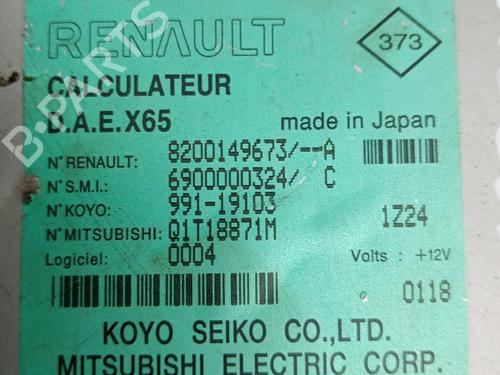 RENAULT
373
CALCULATEUR
D.A.E.X65
made in Japan
N°RENAULT: 8200149673/--A
N°S.M.I.: 6900000324/ C
N°KOYO: 991-19103
1Z24
N°MITSUBISHI: Q1T18871M
Logiciel: 0004
Volts : +12V
0118
KOYO SEIKO CO.,LTD.
MITSUBISHI ELECTRIC CORP.
B-PARTS